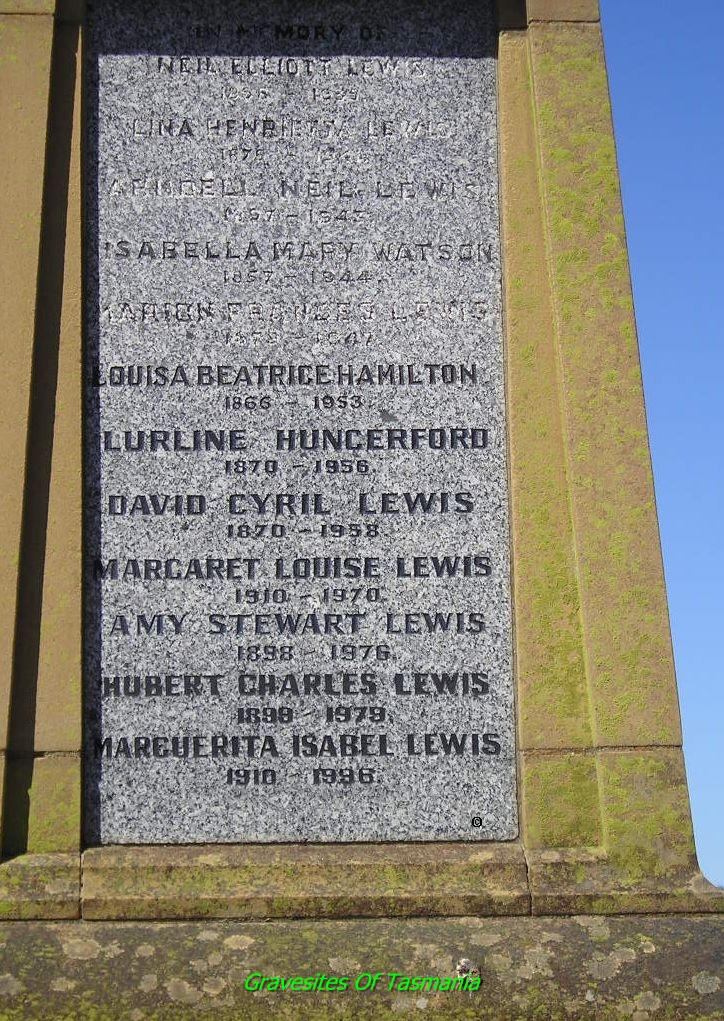 IN MEMORY OF
NEIL ELLIOTT LEWIS
LINA HENRIETTA LEWIS
NEIL LEWIS
ISABELLA MARY WATSON
1857 - 1944
MARION FRANCES LEWIS
LOUISA BEATRICE HAMILTON
1866 - 1953.
LURLINE HUNGERFORD
1870 - 1956.
DAVID CYRIL LEWIS
1870 - 1958.
MARGARET LOUISE LEWIS
1910 - 1970.
AMY STEWART LEWIS
1898 - 1976.
HUBERT CHARLES LEWIS
1899 - 1979.
MARGUERITA ISABEL LEWIS
1910 - 1996.
Gravesites Of Tasmania